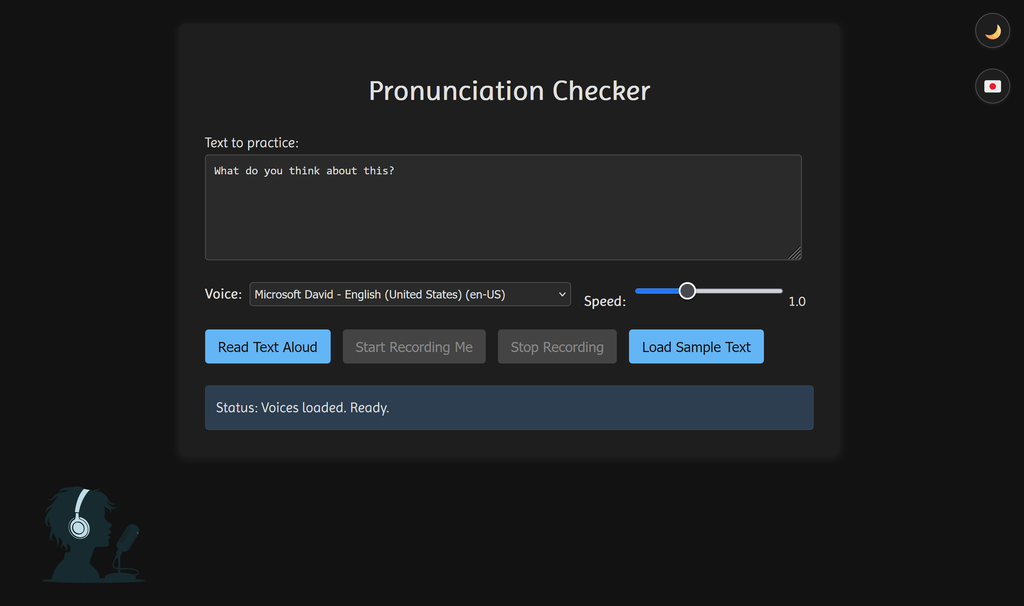 Pronunciation Checker
Text to practice:
What do you think about this?
Voice: Microsoft David - English (United States) (en-US) Speed: 1.0
Read Text Aloud Start Recording Me Stop Recording Load Sample Text
Status: Voices loaded. Ready.